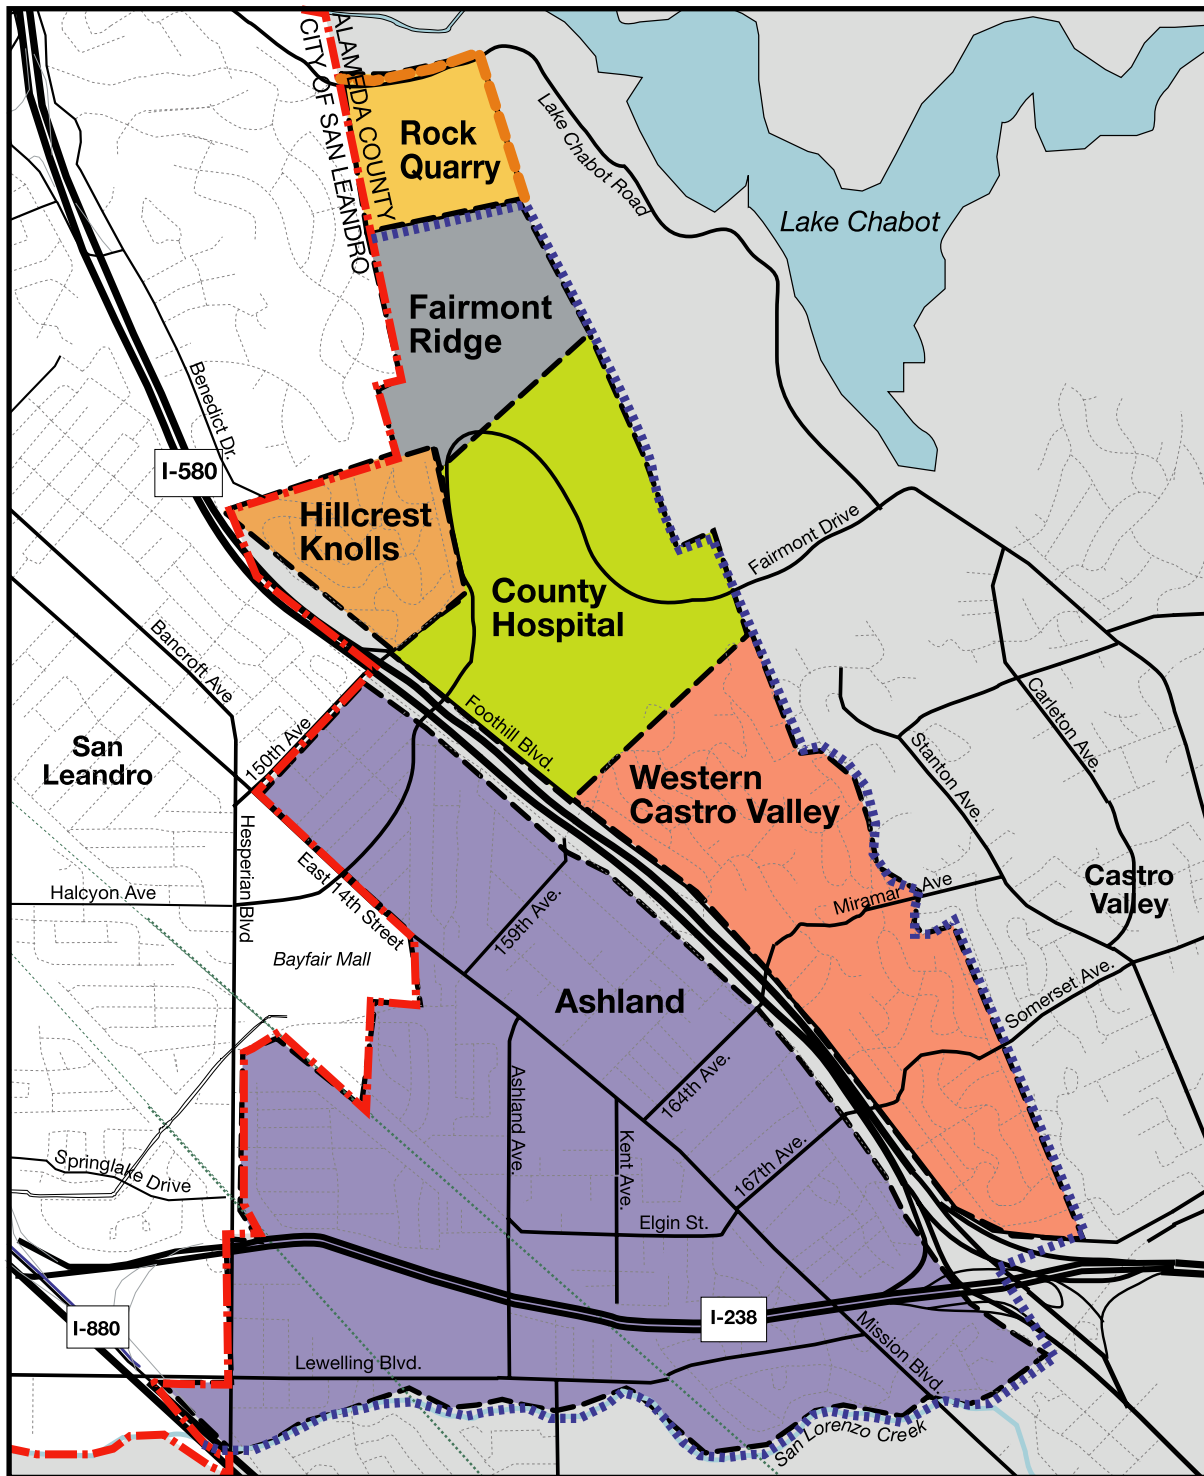 ALAMEDA COUNTY
CITY OF SAN LEANDRO
Rock
Quarry
Lake Chabot Road
Lake Chabot
Fairmont
Ridge
Benedict Dr.
I-580
Hillcrest
Knolls
Fairmont Drive
County
Hospital
Bancroft Ave
Foothill Blvd.
Carleton Ave.
San
Leandro
150th Ave
Stanton Ave.
Western
Castro Valley
Hesperian Blvd
East 14th Street
Halcyon Ave
Miramar Ave
Castro
Valley
159th Ave.
Bayfair Mall
Ashland
Somerset Ave.
Ashland Ave.
164th Ave.
Kent Ave.
167th Ave.
Springlake Drive
Elgin St.
I-880
I-238
Mission Blvd.
Lewelling Blvd.
San Lorenzo Creek